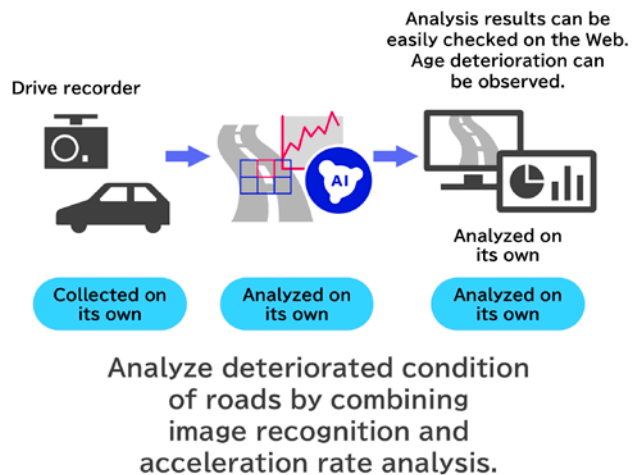 Analysis results can be
easily checked on the Web.
Age deterioration can
be observed.
Drive recorder
AI
Analyzed on
its own
Collected on
its own
Analyzed on
its own
Analyzed on
its own
Analyze deteriorated condition
of roads by combining
image recognition and
acceleration rate analysis.